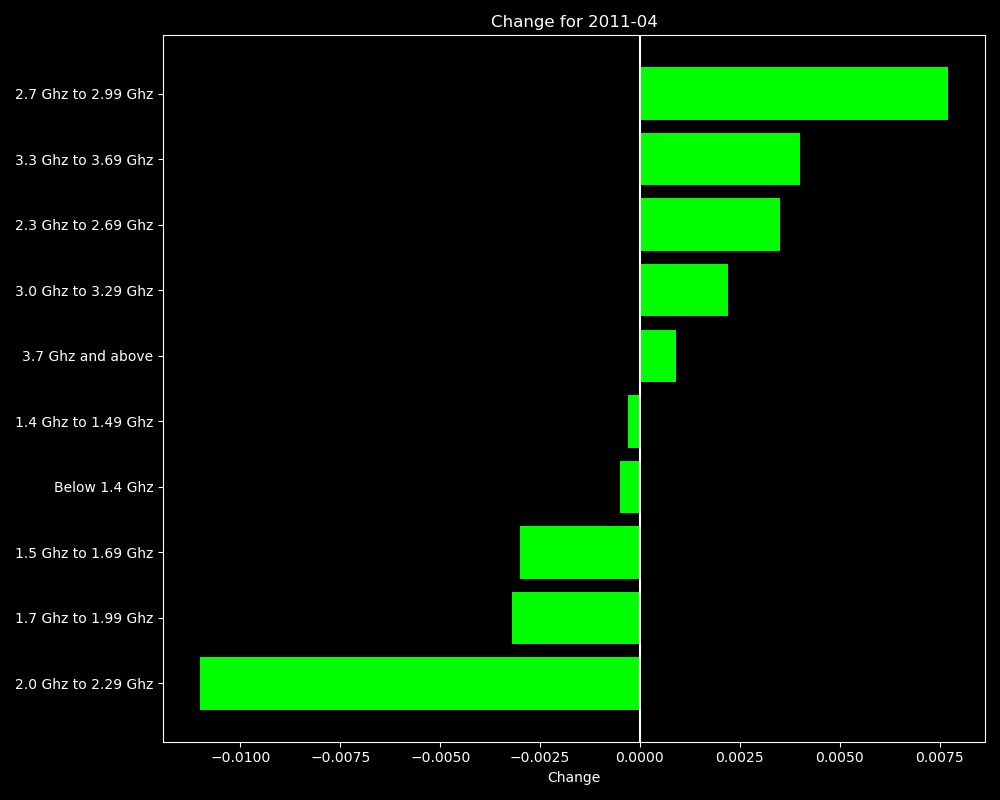 Change for 2011-04
2.7 Ghz to 2.99 Ghz
3.3 Ghz to 3.69 Ghz
2.3 Ghz to 2.69 Ghz
3.0 Ghz to 3.29 Ghz
3.7 Ghz and above
1.4 Ghz to 1.49 Ghz
Below 1.4 Ghz
1.5 Ghz to 1.69 Ghz
1.7 Ghz to 1.99 Ghz
2.0 Ghz to 2.29 Ghz
−0.0100 −0.0075 −0.0050 −0.0025 0.0000 0.0025 0.0050 0.0075
Change